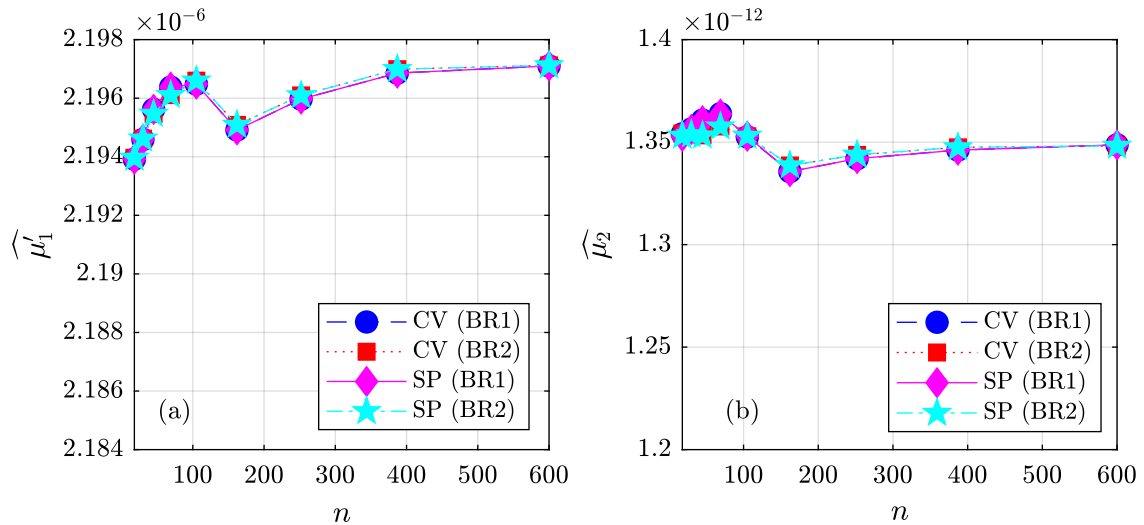 ×10⁻⁶
2.198
2.196
2.194
2.192
2.19
2.188
2.186
2.184
100 200 300 400 500 600
n
μ̂′₁
CV (BR1)
CV (BR2)
SP (BR1)
SP (BR2)
(a)
×10⁻¹²
1.4
1.35
1.3
1.25
1.2
100 200 300 400 500 600
n
μ̂₂
CV (BR1)
CV (BR2)
SP (BR1)
SP (BR2)
(b)